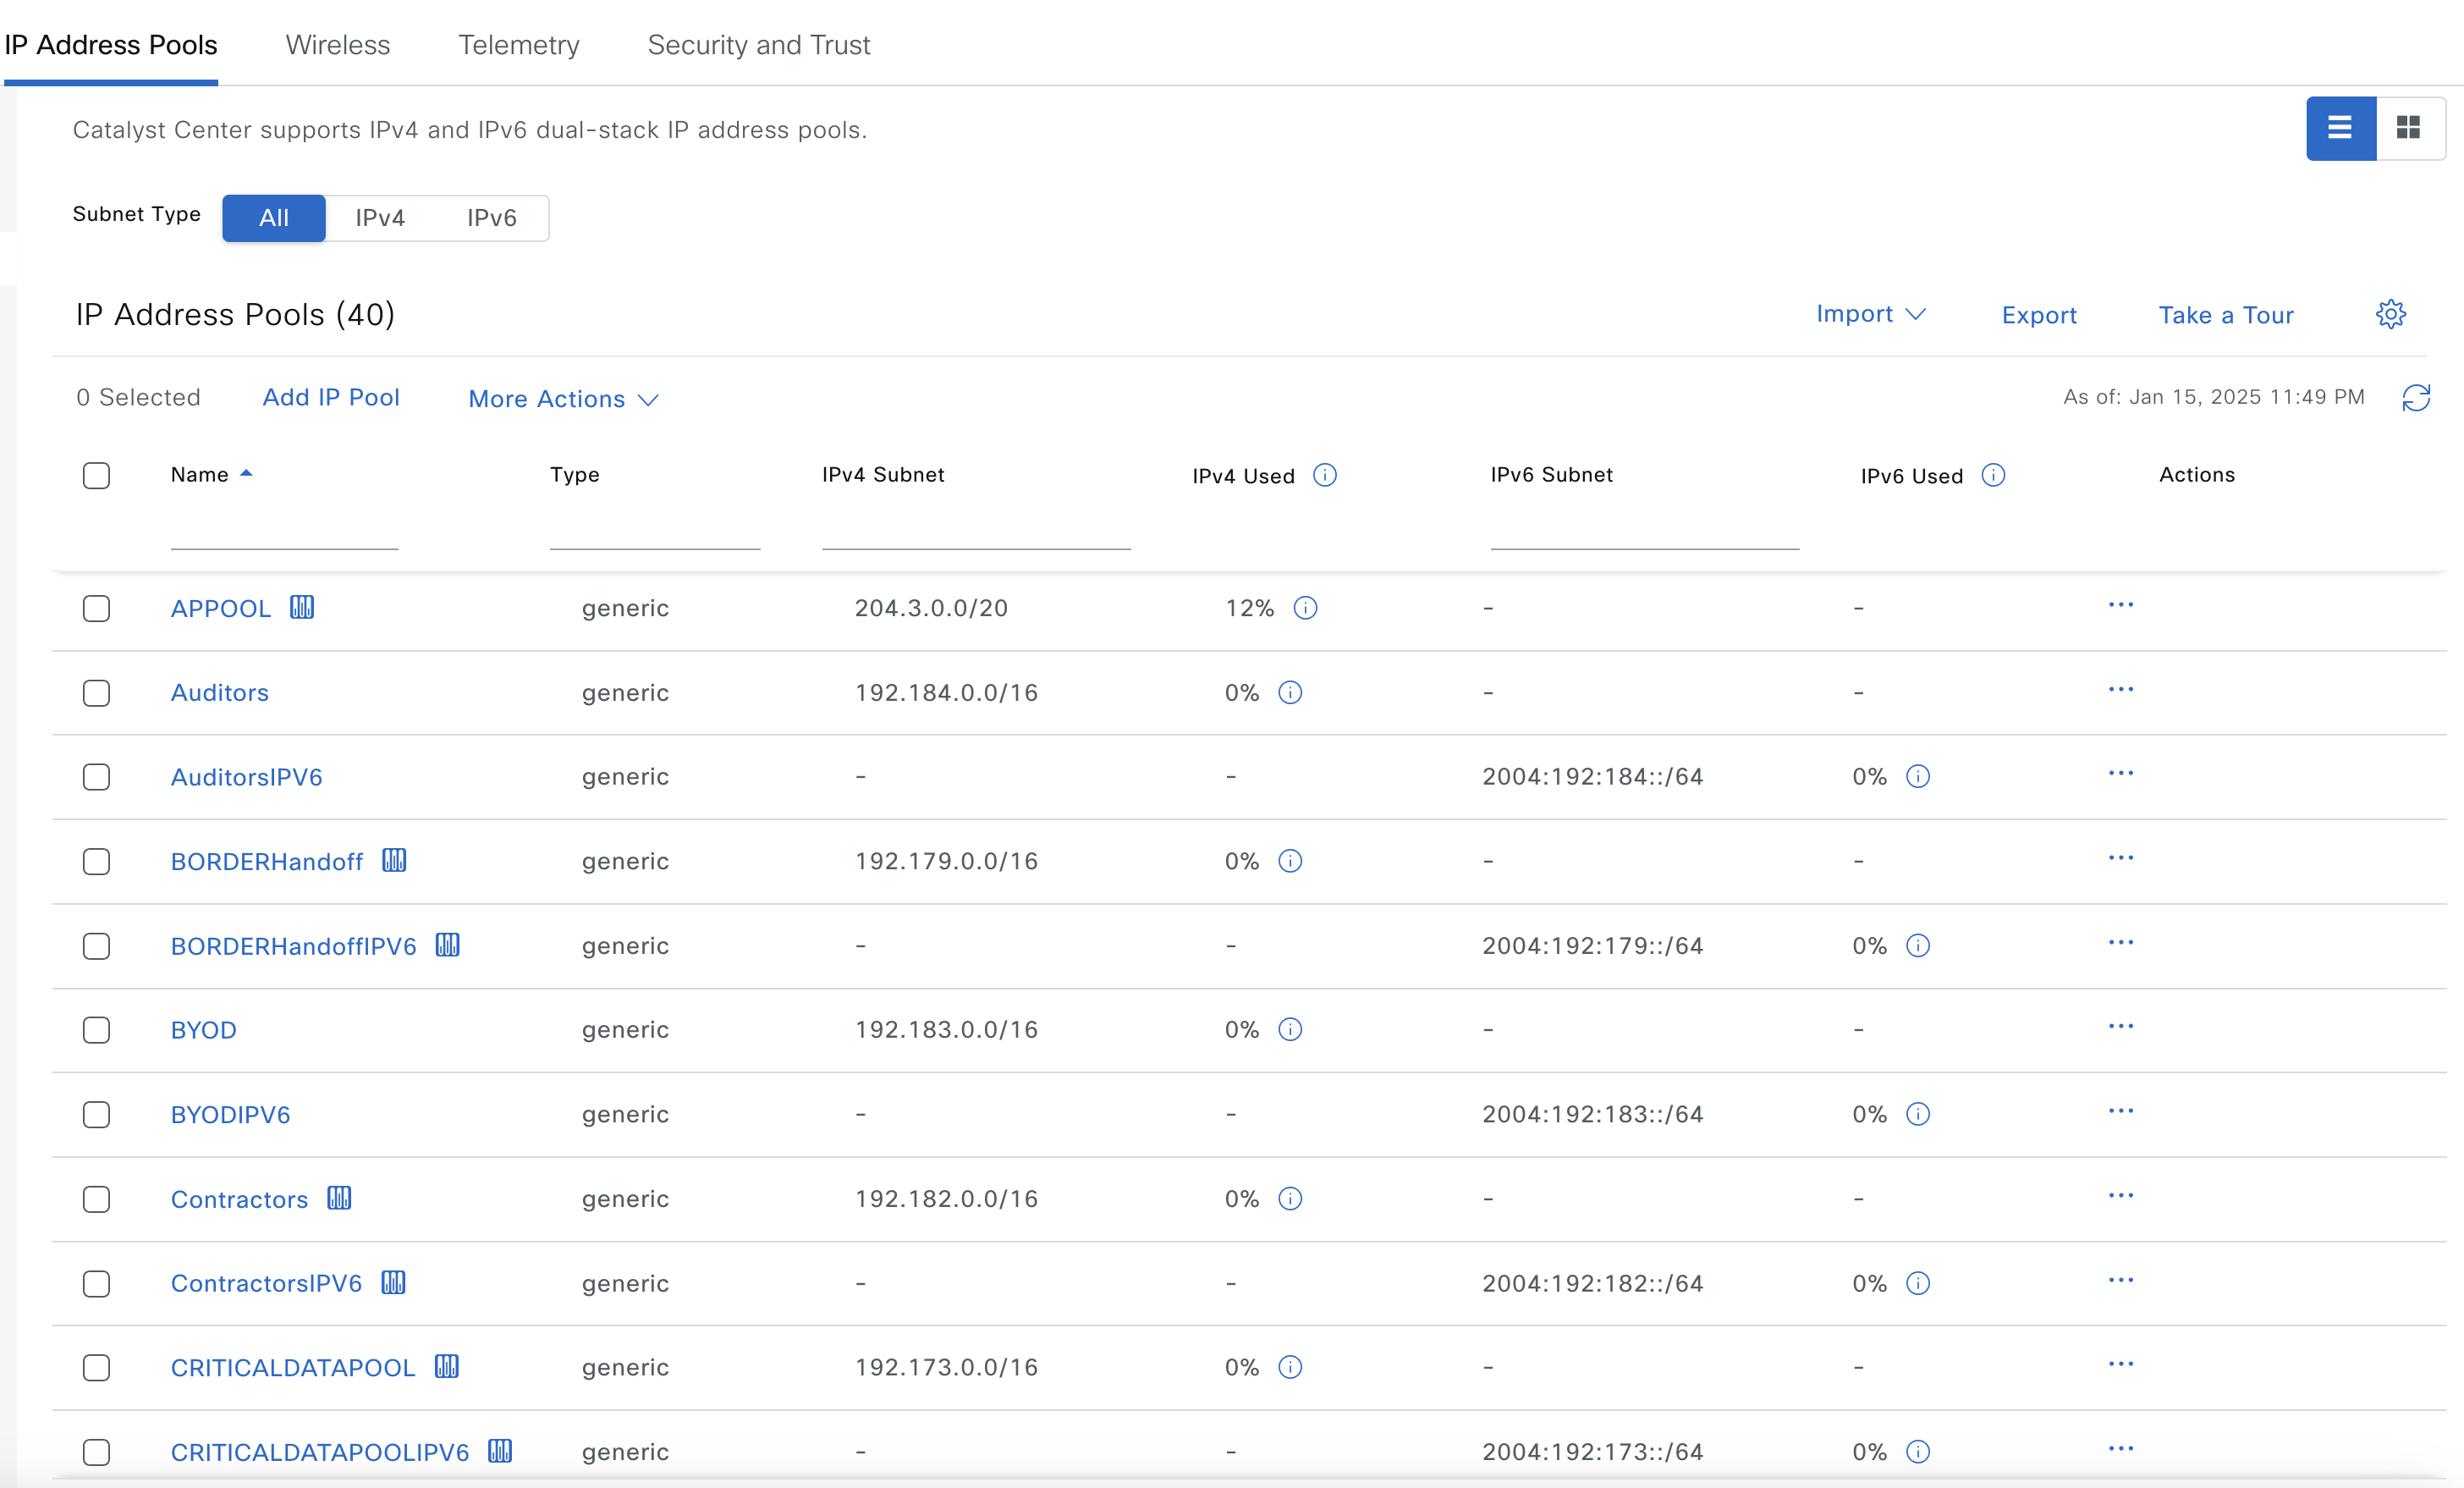 IP Address Pools Wireless Telemetry Security and Trust
Catalyst Center supports IPv4 and IPv6 dual-stack IP address pools.
Subnet Type All IPv4 IPv6
IP Address Pools (40) Import Export Take a Tour
0 Selected Add IP Pool More Actions As of: Jan 15, 2025 11:49 PM
Name Type IPv4 Subnet IPv4 Used IPv6 Subnet IPv6 Used Actions
APPOOL generic 204.3.0.0/20 12% - -
Auditors generic 192.184.0.0/16 0% - -
AuditorsIPV6 generic - - 2004:192:184::/64 0%
BORDERHandoff generic 192.179.0.0/16 0% - -
BORDERHandoffIPV6 generic - - 2004:192:179::/64 0%
BYOD generic 192.183.0.0/16 0% - -
BYODIPV6 generic - - 2004:192:183::/64 0%
Contractors generic 192.182.0.0/16 0% - -
ContractorsIPV6 generic - - 2004:192:182::/64 0%
CRITICALDATAPOOL generic 192.173.0.0/16 0% - -
CRITICALDATAPOOLIPV6 generic - - 2004:192:173::/64 0%